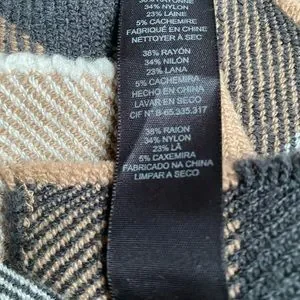 34% NYLON
23% LAINE
5% CACHEMIRE
FABRIQUÉ EN CHINE
NETTOYER À SEC
38% RAYÓN
34% NILÓN
23% LANA
5% CACHEMIRA
HECHO EN CHINA
LAVAR EN SECO
CIF Nº B-65.335.317
38% RAION
34% NYLON
23% LÃ
5% CAXEMIRA
FABRICADO NA CHINA
LIMPAR A SECO